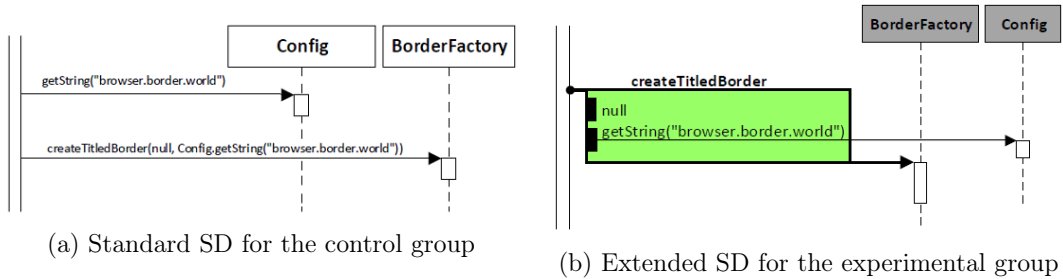 Config
BorderFactory
getString("browser.border.world")
createTitledBorder(null, Config.getString("browser.border.world"))
(a) Standard SD for the control group
BorderFactory
Config
createTitledBorder
null
getString("browser.border.world")
(b) Extended SD for the experimental group